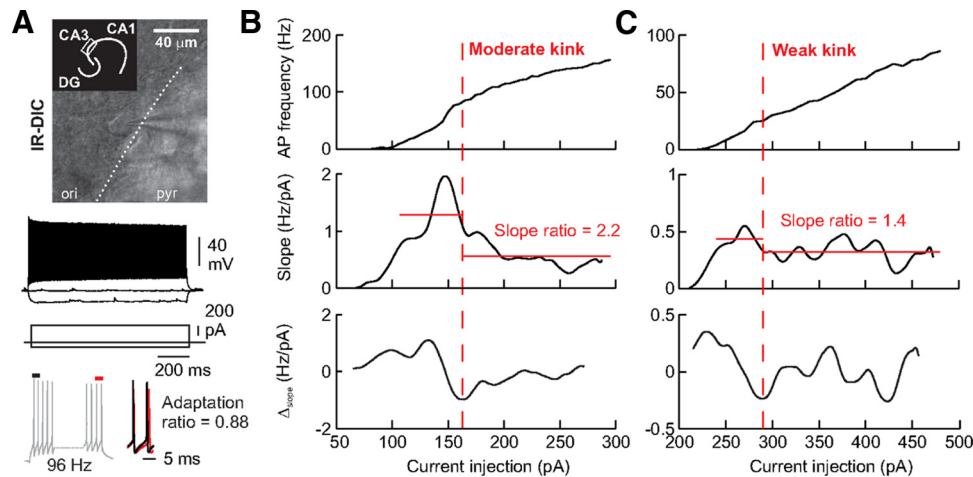 A
CA3
CA1
40 µm
DG
IR-DIC
ori
pyr
40
mV
200
pA
200 ms
96 Hz
Adaptation
ratio = 0.88
5 ms
B
Moderate kink
AP frequency (Hz)
200
150
100
50
0
Slope (Hz/pA)
2
1
0
Slope ratio = 2.2
Δslope (Hz/pA)
2
0
-2
50
100
150
200
250
300
Current injection (pA)
C
Weak kink
100
50
0
1
0.5
0
Slope ratio = 1.4
0.5
0
-0.5
200
250
300
350
400
450
500
Current injection (pA)